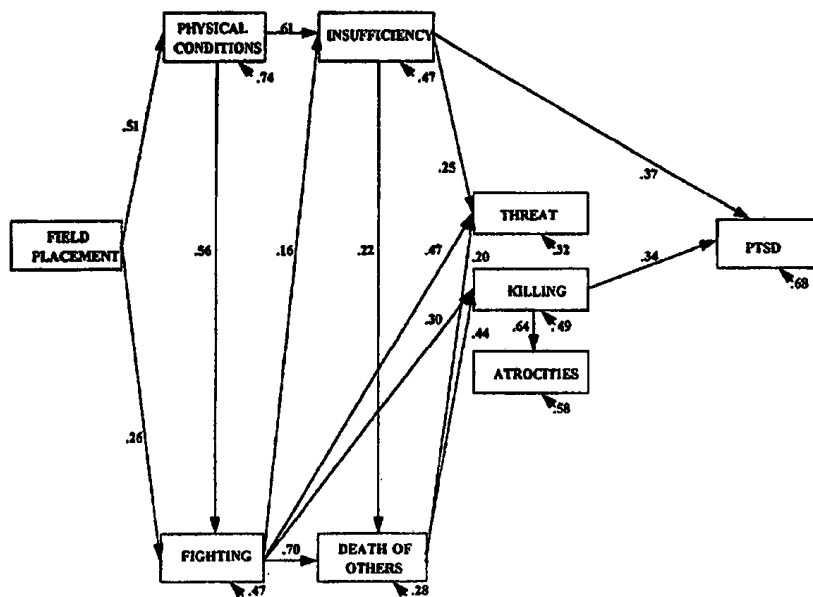 PHYSICAL
CONDITIONS
.61
INSUFFICIENCY
.74
.47
.51
.25
.37
THREAT
FIELD
PLACEMENT
.56
.16
.22
.47
.20
.32
.34
PTSD
KILLING
.68
.30
.64
.49
.44
ATROCITIES
.58
.26
FIGHTING
.70
DEATH OF
OTHERS
.47
.28